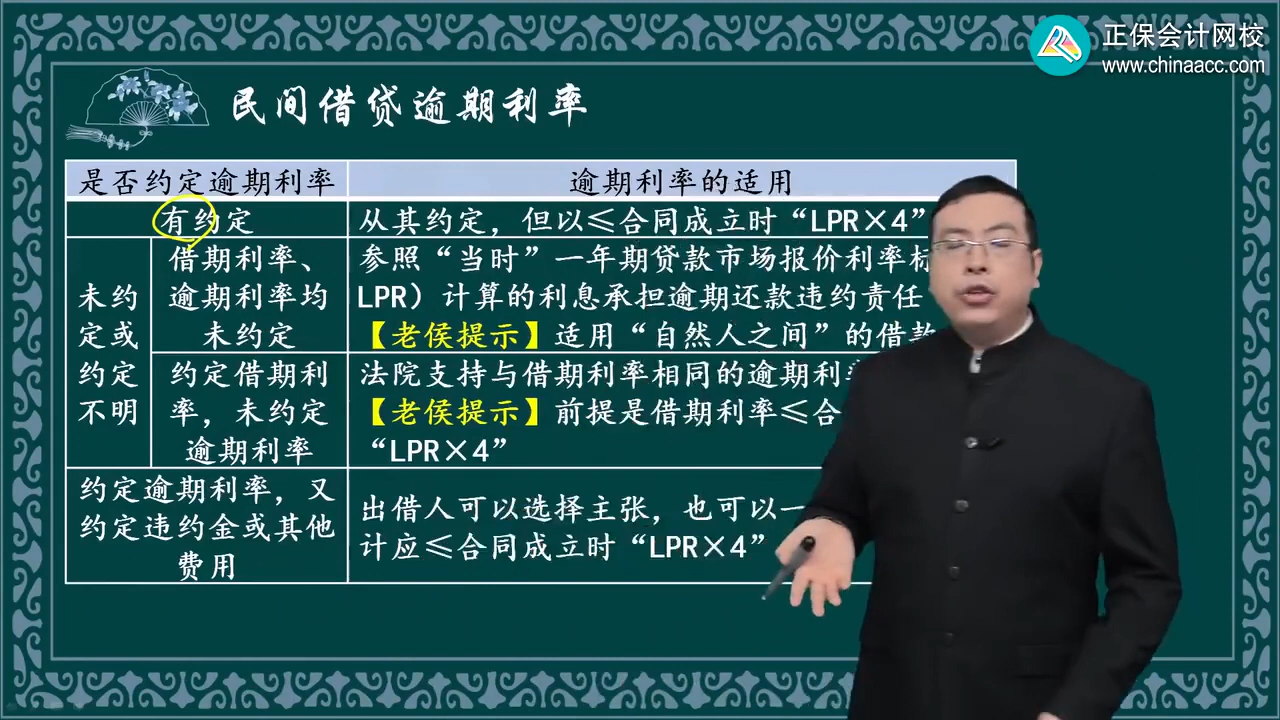 正保会计网校
www.chinaacc.com
民间借贷逾期利率
是否约定逾期利率
逾期利率的适用
有约定
从其约定，但以≤合同成立时“LPR×4”
未约
定或
约定
不明
借期利率、
逾期利率均
未约定
参照“当时”一年期贷款市场报价利率标
LPR）计算的利息承担逾期还款违约责任
【老侯提示】适用“自然人之间”的借款
约定借期利
率，未约定
逾期利率
法院支持与借期利率相同的逾期利率
【老侯提示】前提是借期利率≤合
“LPR×4”
约定逾期利率，又
约定违约金或其他
费用
出借人可以选择主张，也可以一
计应≤合同成立时“LPR×4”